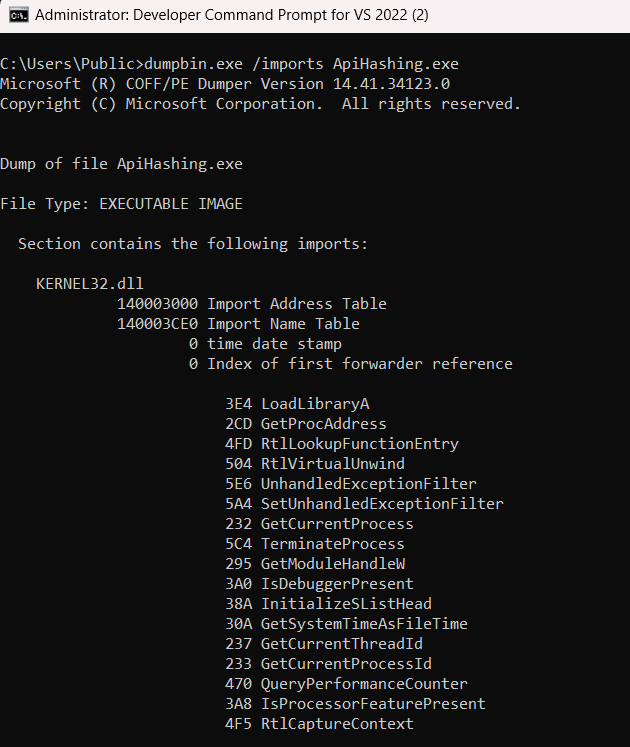 Administrator: Developer Command Prompt for VS 2022 (2)
C:\Users\Public>dumpbin.exe /imports ApiHashing.exe
Microsoft (R) COFF/PE Dumper Version 14.41.34123.0
Copyright (C) Microsoft Corporation.  All rights reserved.
Dump of file ApiHashing.exe
File Type: EXECUTABLE IMAGE
Section contains the following imports:
KERNEL32.dll
140003000 Import Address Table
140003CE0 Import Name Table
0 time date stamp
0 Index of first forwarder reference
3E4 LoadLibraryA
2CD GetProcAddress
4FD RtlLookupFunctionEntry
504 RtlVirtualUnwind
5E6 UnhandledExceptionFilter
5A4 SetUnhandledExceptionFilter
232 GetCurrentProcess
5C4 TerminateProcess
295 GetModuleHandleW
3A0 IsDebuggerPresent
38A InitializeSListHead
30A GetSystemTimeAsFileTime
237 GetCurrentThreadId
233 GetCurrentProcessId
470 QueryPerformanceCounter
3A8 IsProcessorFeaturePresent
4F5 RtlCaptureContext